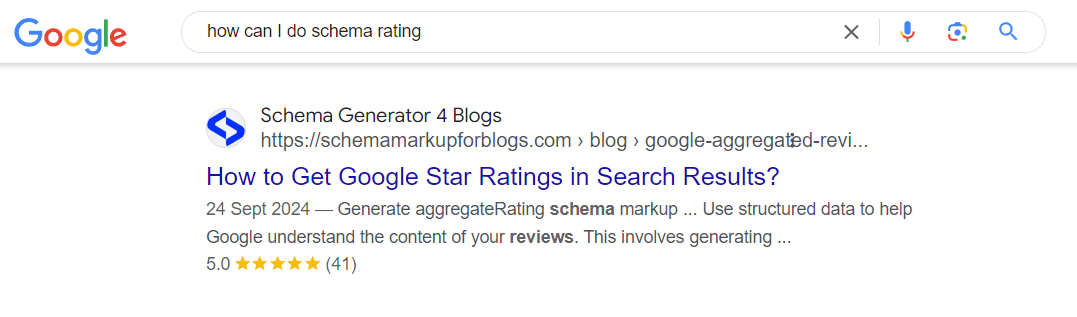 Google how can I do schema rating
Schema Generator 4 Blogs
https://schemamarkupforblogs.com › blog › google-aggregated-revi...
How to Get Google Star Ratings in Search Results?
24 Sept 2024 — Generate aggregateRating schema markup ... Use structured data to help
Google understand the content of your reviews. This involves generating ...
5.0 ★★★★★ (41)